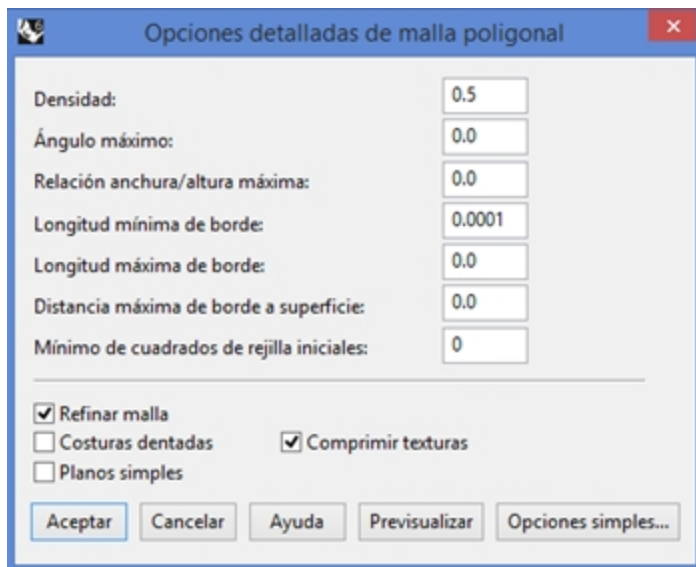 Opciones detalladas de malla poligonal
Densidad: 0.5
Ángulo máximo: 0.0
Relación anchura/altura máxima: 0.0
Longitud mínima de borde: 0.0001
Longitud máxima de borde: 0.0
Distancia máxima de borde a superficie: 0.0
Mínimo de cuadrados de rejilla iniciales: 0
Refinar malla
Costuras dentadas Comprimir texturas
Planos simples
Aceptar Cancelar Ayuda Previsualizar Opciones simples...